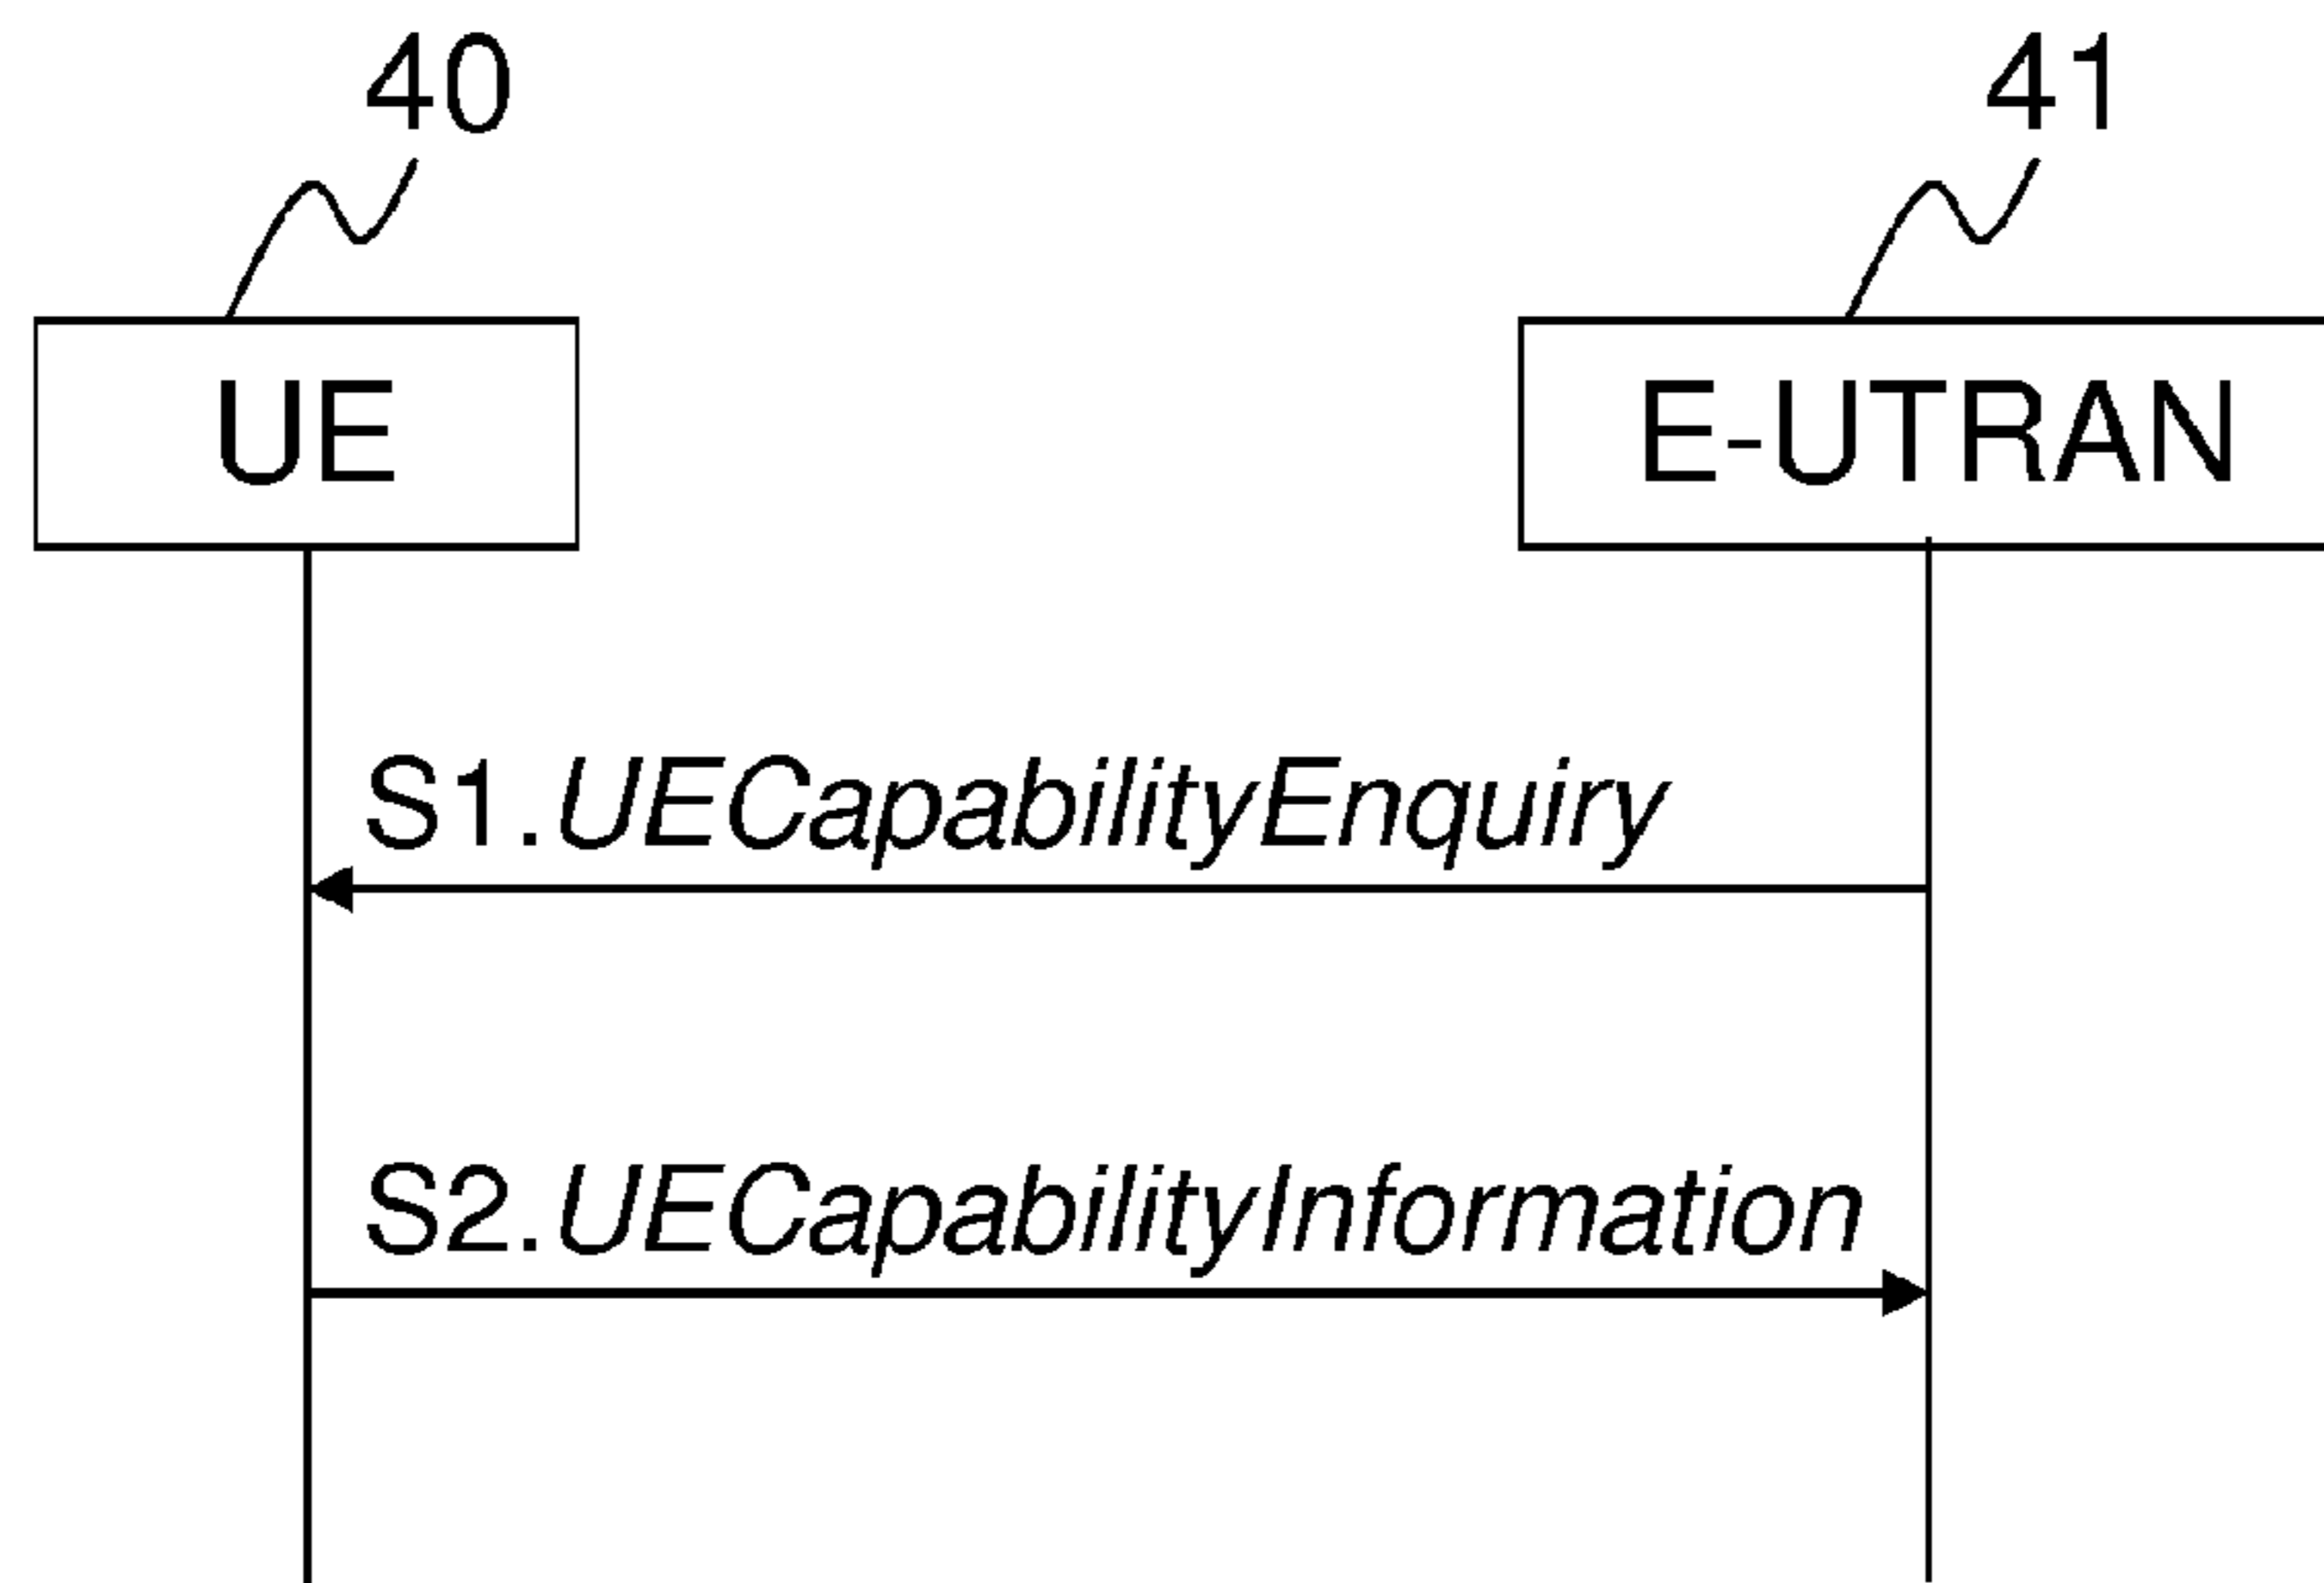 40
41
UE
E-UTRAN
S1.UECapabilityEnquiry
S2.UECapabilityInformation